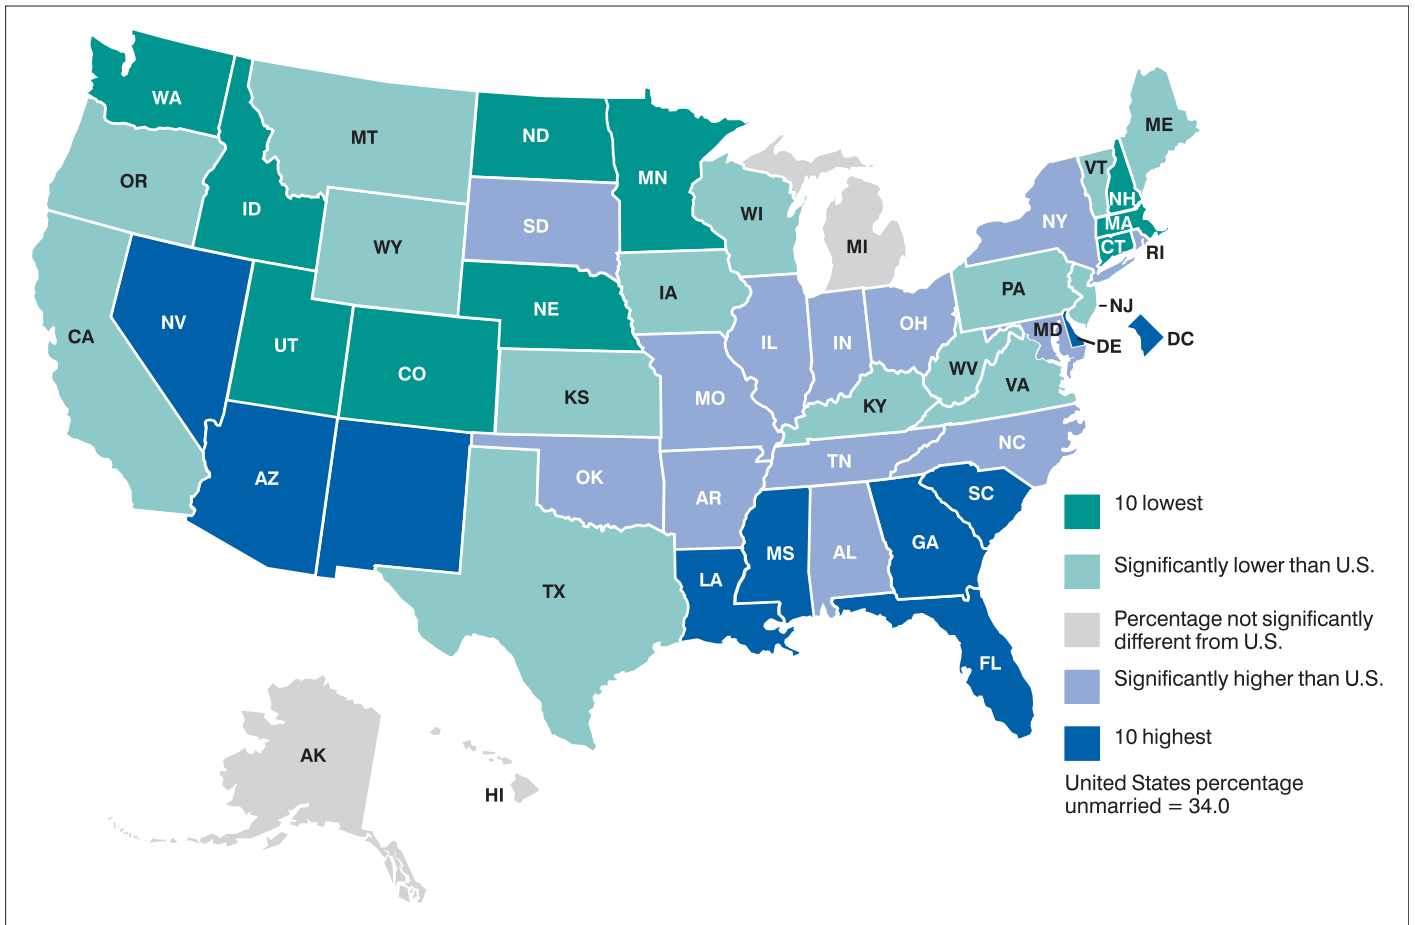 WA
MT
ND
MN
ME
OR
ID
SD
WI
VT
NH
WY
NY
MA
MI
CT
RI
IA
NE
PA
NV
CA
UT
CO
IL
IN
OH
NJ
MD
DE
DC
KS
MO
WV
VA
KY
AZ
OK
TN
NC
AR
SC
MS
AL
GA
LA
TX
FL
AK
HI
10 lowest
Significantly lower than U.S.
Percentage not significantly
different from U.S.
Significantly higher than U.S.
10 highest
United States percentage
unmarried = 34.0